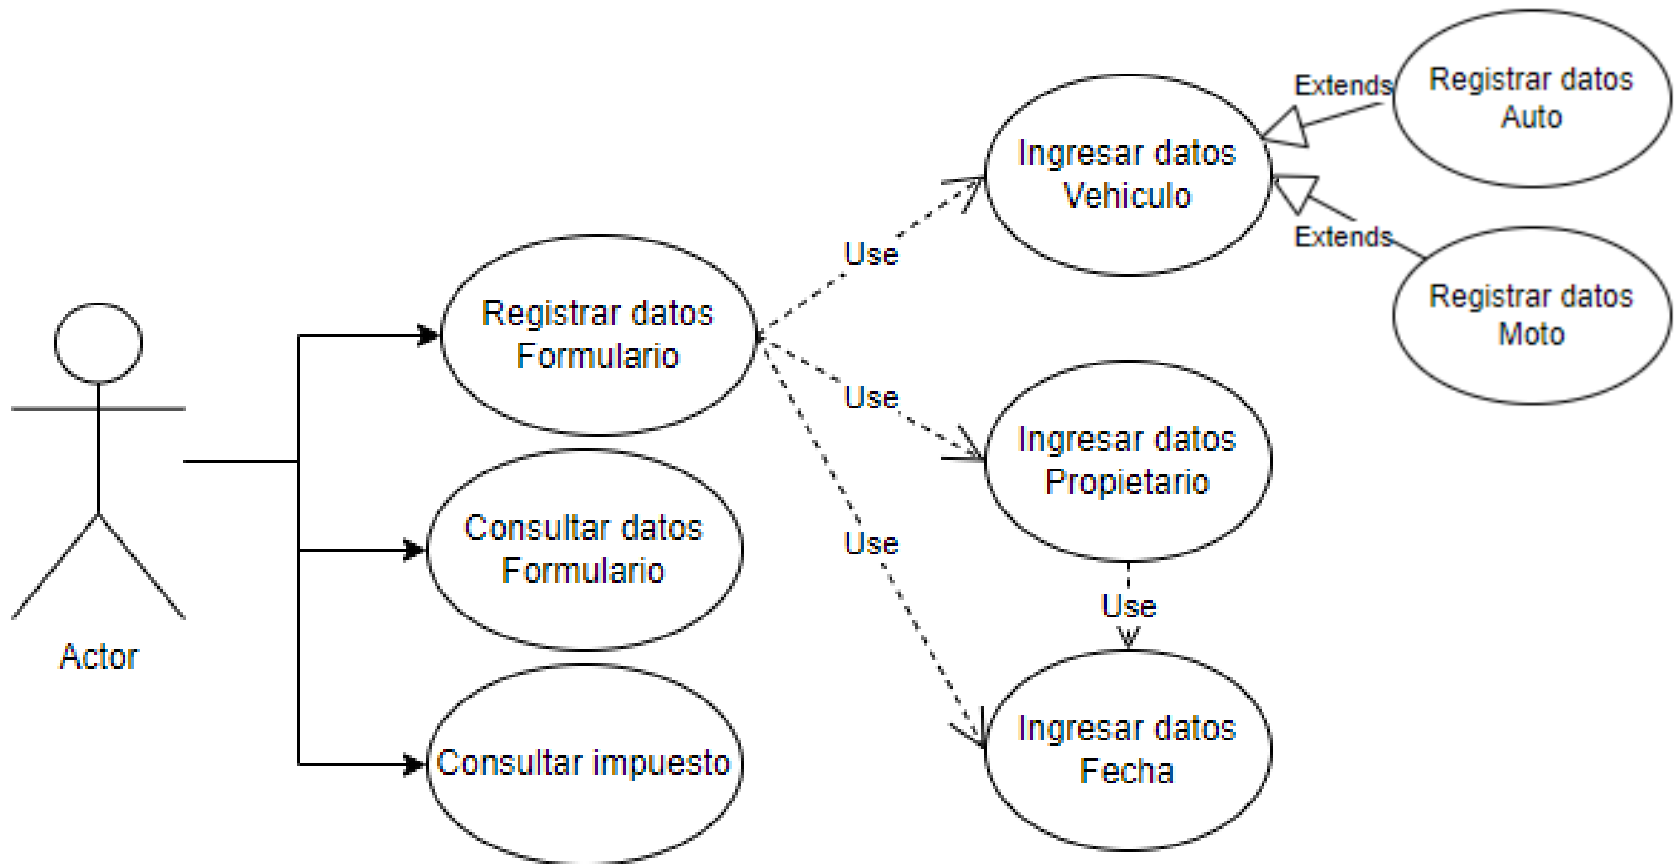 Registrar datos
Auto
Extends
Ingresar datos
Vehiculo
Extends
Registrar datos
Moto
Use
Registrar datos
Formulario
Use
Ingresar datos
Propietario
Consultar datos
Formulario
Use
Use
Actor
Ingresar datos
Fecha
Consultar impuesto